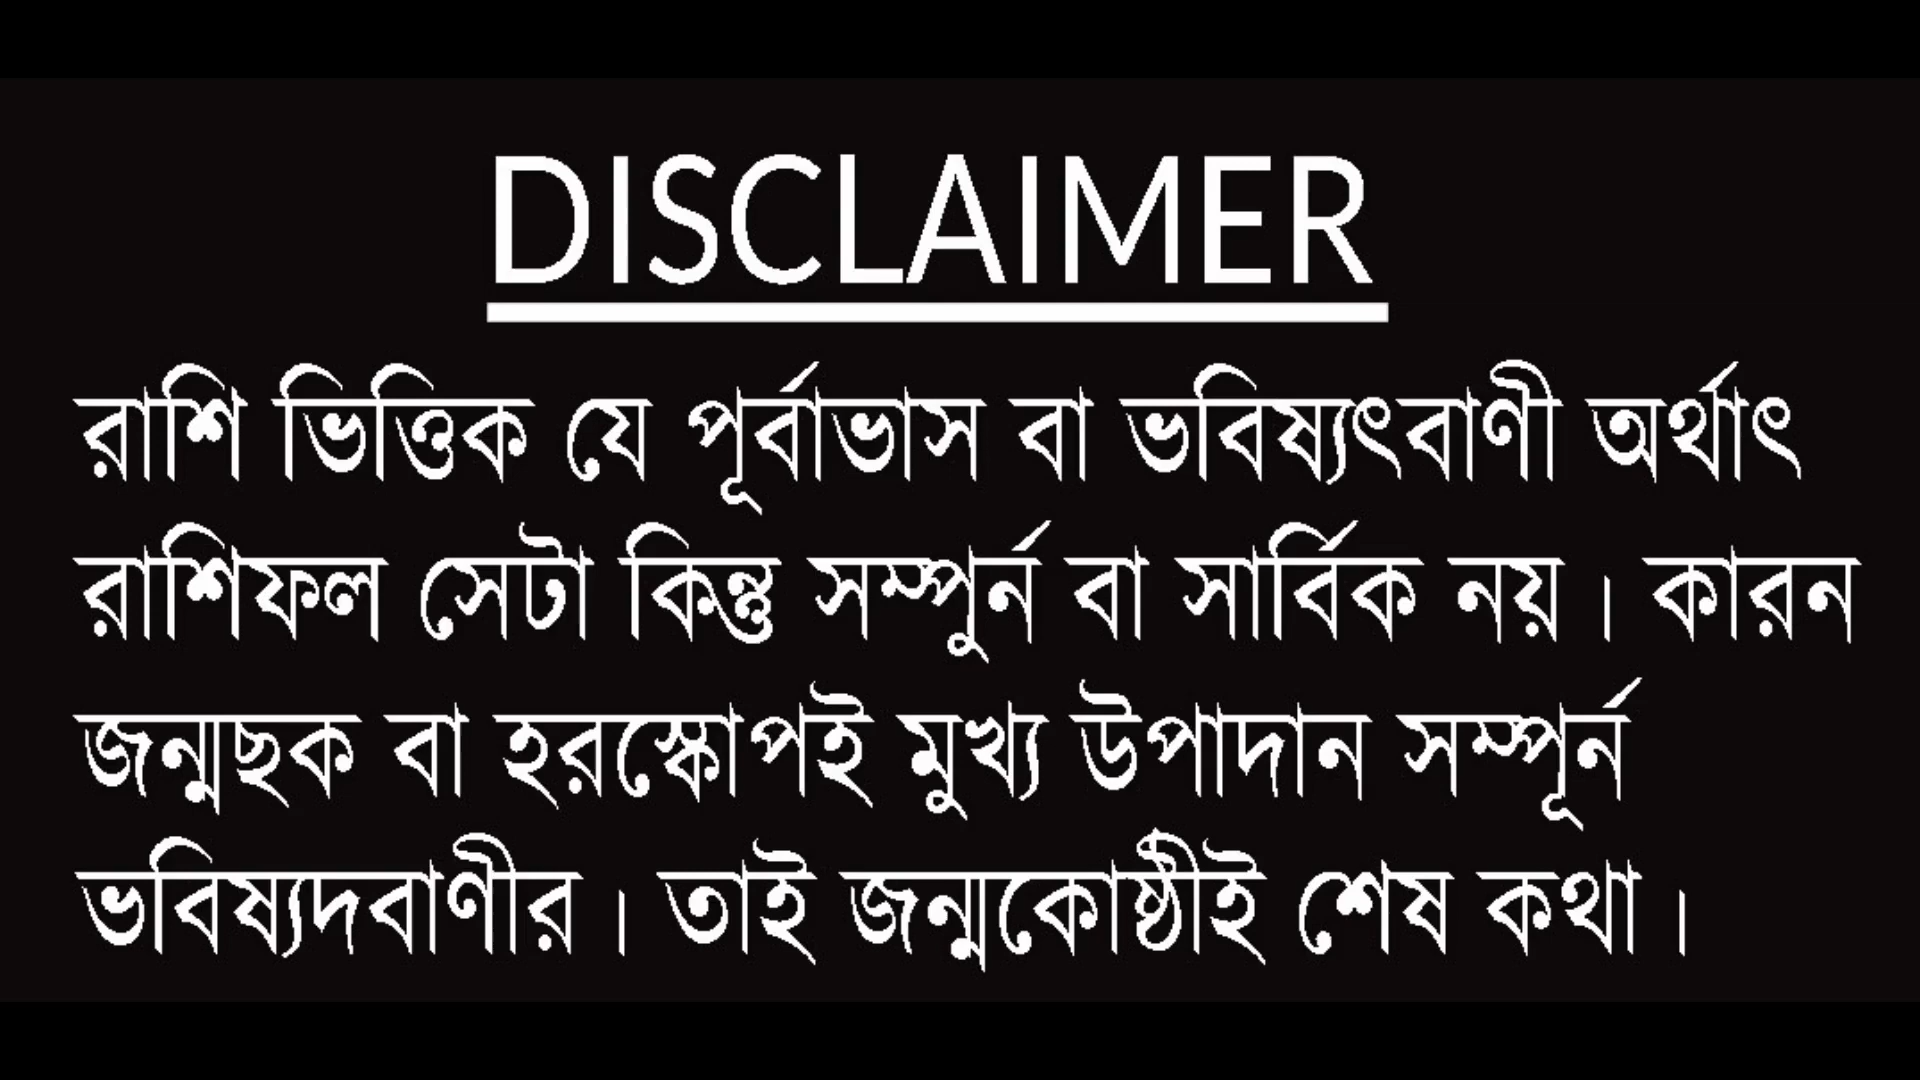 DISCLAIMER
রাশি ভিত্তিক যে পূর্বাভাস বা ভবিষ্যৎবাণী অর্থাৎ
রাশিফল সেটা কিন্তু সম্পুর্ন বা সার্বিক নয় । কারন
জন্মছক বা হরস্কোপই মুখ্য উপাদান সম্পূর্ন
ভবিষ্যদবাণীর । তাই জন্মকোষ্ঠীই শেষ কথা ।